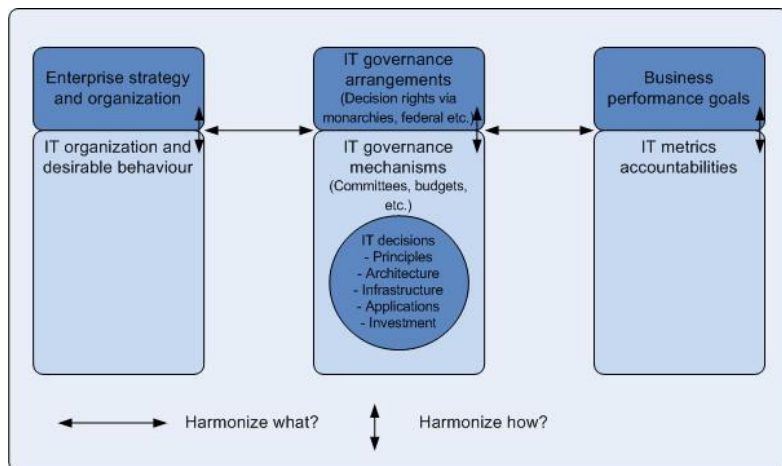 Enterprise strategy
and organization
IT organization and
desirable behaviour
IT governance
arrangements
(Decision rights via
monarchies, federal etc.)
IT governance
mechanisms
(Committees, budgets,
etc.)
IT decisions
- Principles
- Architecture
- Infrastructure
- Applications
- Investment
Business
performance goals
IT metrics
accountabilities
Harmonize what?
Harmonize how?